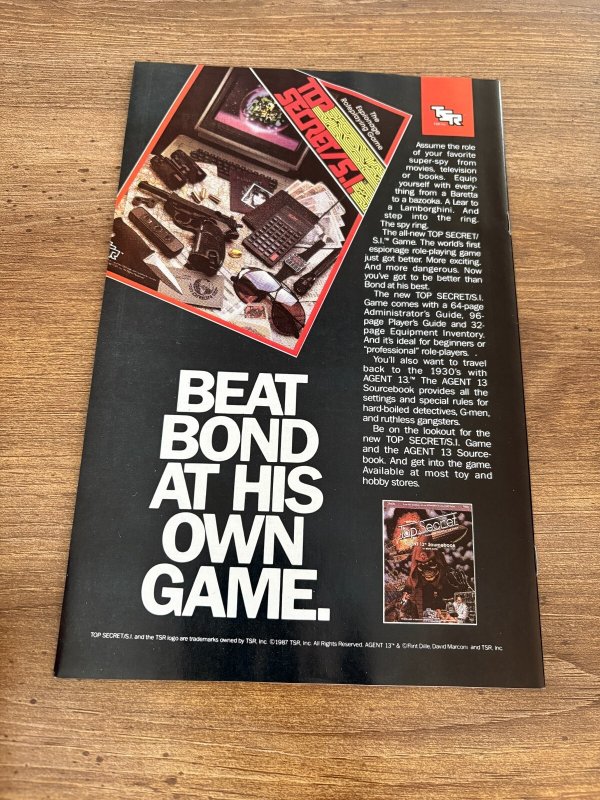 TOP
SECRET/S.I.
The
Espionage
Roleplaying Game
TSR
TSR
Assume the role
of your favorite
super-spy from
movies, television
or books. Equip
yourself with every-
thing from a Baretta
to a bazooka. A Lear to
a Lamborghini. And
step into the ring.
The spy ring.
The all-new TOP SECRET/
S.I.™ Game. The world's first
espionage role-playing game
just got better. More exciting.
And more dangerous. Now
you've got to be better than
Bond at his best.
The new TOP SECRET/S.I.
Game comes with a 64-page
Administrator's Guide, 96-
page Player's Guide and 32-
page Equipment Inventory.
And it's ideal for beginners or
"professional" role-players.
You'll also want to travel
back to the 1930's with
AGENT 13.™ The AGENT 13
Sourcebook provides all the
settings and special rules for
hard-boiled detectives, G-men,
and ruthless gangsters.
Be on the lookout for the
new TOP SECRET/S.I. Game
and the AGENT 13 Source-
book. And get into the game.
Available at most toy and
hobby stores.
BEAT
BOND
AT HIS
OWN
GAME.
Top Secret
Sourcebook
TOP SECRET/S.I. and the TSR logo are trademarks owned by TSR, Inc. ©1987 TSR, Inc. All Rights Reserved. AGENT 13™ & ©Flint Dille, David Marconi and TSR, Inc.